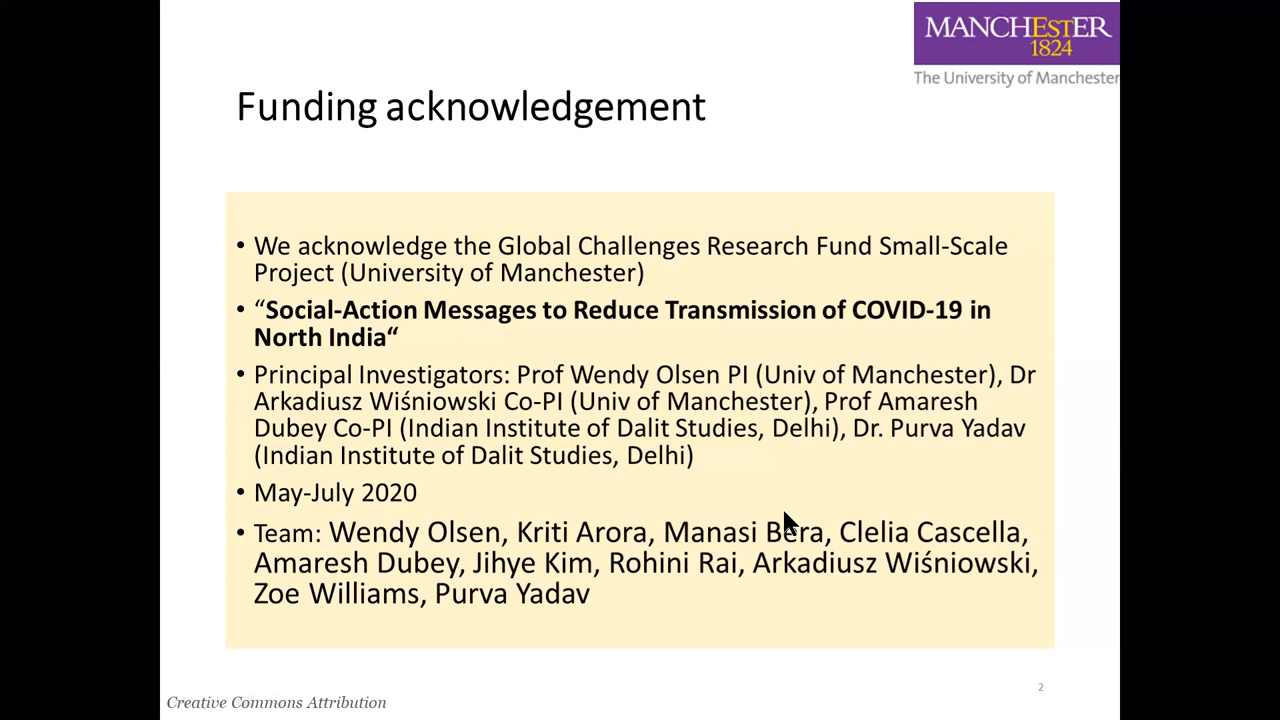 MANCHESTER
1824
The University of Manchester
Funding acknowledgement
• We acknowledge the Global Challenges Research Fund Small-Scale
Project (University of Manchester)
• “Social-Action Messages to Reduce Transmission of COVID-19 in
North India“
• Principal Investigators: Prof Wendy Olsen PI (Univ of Manchester), Dr
Arkadiusz Wiśniowski Co-PI (Univ of Manchester), Prof Amaresh
Dubey Co-PI (Indian Institute of Dalit Studies, Delhi), Dr. Purva Yadav
(Indian Institute of Dalit Studies, Delhi)
• May-July 2020
• Team: Wendy Olsen, Kriti Arora, Manasi Bera, Clelia Cascella,
Amaresh Dubey, Jihye Kim, Rohini Rai, Arkadiusz Wiśniowski,
Zoe Williams, Purva Yadav
2
Creative Commons Attribution